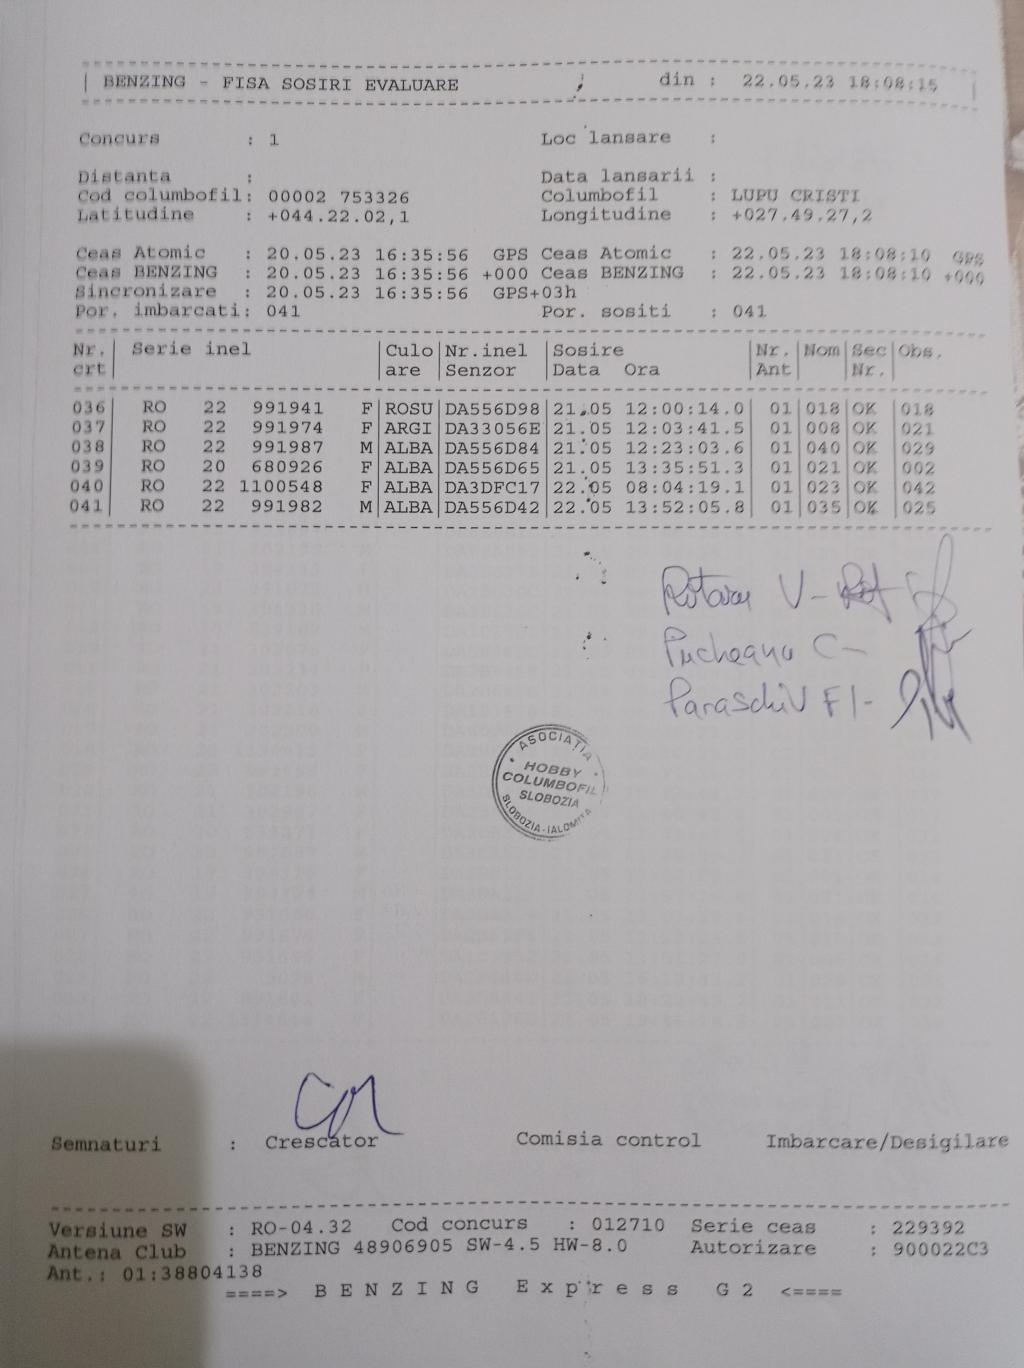 BENZING - FISA SOSIRI EVALUARE din : 22.05.23 18:08:15
Concurs : 1 Loc lansare :
Distanta : Data lansarii :
Cod columbofil: 00002 753326 Columbofil : LUPU CRISTI
Latitudine : +044.22.02,1 Longitudine : +027.49.27,2
Ceas Atomic : 20.05.23 16:35:56 GPS Ceas Atomic : 22.05.23 18:08:10 GPS
Ceas BENZING : 20.05.23 16:35:56 +000 Ceas BENZING : 22.05.23 18:08:10 +000
Sincronizare : 20.05.23 16:35:56 GPS+03h
Por. imbarcati: 041 Por. sositi : 041
Nr. Serie inel Culo Nr.inel Sosire Nr. Nom Sec Obs.
crt are Senzor Data Ora Ant Nr.
036 RO 22 991941 F ROSU DA556D98 21.05 12:00:14.0 01 018 OK 018
037 RO 22 991974 F ARGI DA33056E 21.05 12:03:41.5 01 008 OK 021
038 RO 22 991987 M ALBA DA556D84 21.05 12:23:03.6 01 040 OK 029
039 RO 20 680926 F ALBA DA556D65 21.05 13:35:51.3 01 021 OK 002
040 RO 22 1100548 F ALBA DA3DFC17 22.05 08:04:19.1 01 023 OK 042
041 RO 22 991982 M ALBA DA556D42 22.05 13:52:05.8 01 035 OK 025
Rotaru V-
Pucheanu C-
Paraschiv Fl-
ASOCIAȚIA
HOBBY
COLUMBOFIL
SLOBOZIA
SLOBOZIA-IALOMIȚA
Semnaturi : Crescator Comisia control Imbarcare/Desigilare
Versiune SW : RO-04.32 Cod concurs : 012710 Serie ceas : 229392
Antena Club : BENZING 48906905 SW-4.5 HW-8.0 Autorizare : 900022C3
Ant.: 01:38804138
====> BENZING Express G2 <====